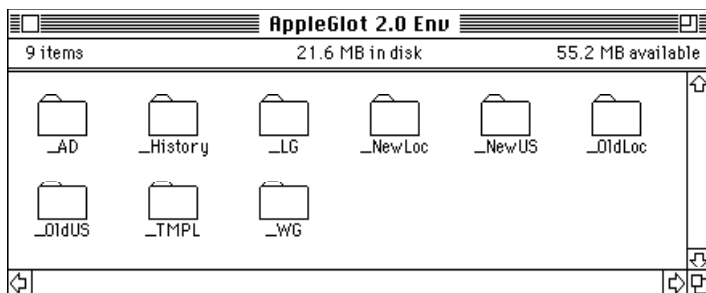 AppleGlot 2.0 Env
9 items 21.6 MB in disk 55.2 MB available
_AD _History _LG _NewLoc _NewUS _OldLoc
_OldUS _TMPL _WG